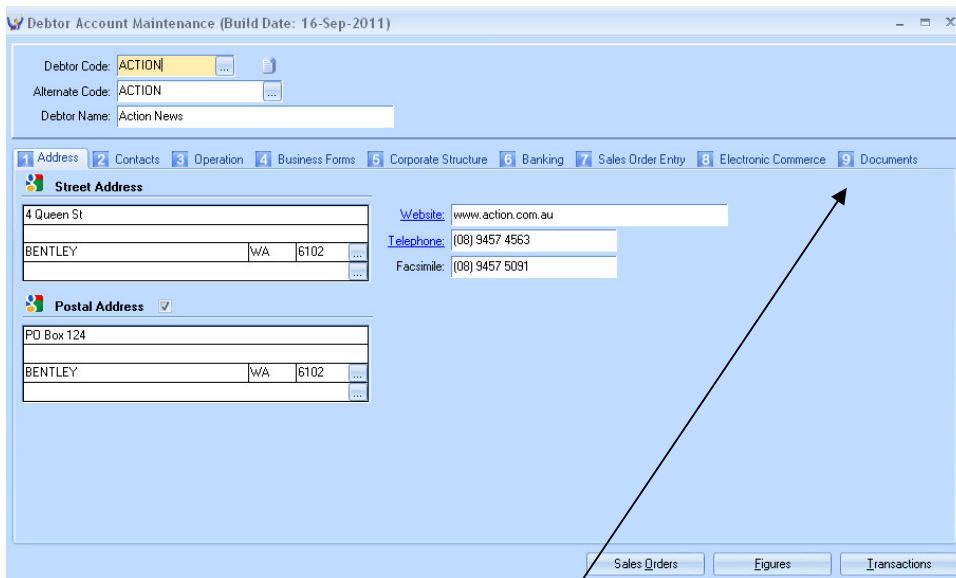 Debtor Account Maintenance (Build Date: 16-Sep-2011)
Debtor Code: ACTION ...
Alternate Code: ACTION ...
Debtor Name: Action News
1 Address 2 Contacts 3 Operation 4 Business Forms 5 Corporate Structure 6 Banking 7 Sales Order Entry 8 Electronic Commerce 9 Documents
Street Address
4 Queen St
Website: www.action.com.au
BENTLEY WA 6102 ...
Telephone: (08) 9457 4563
...
Facsimile: (08) 9457 5091
Postal Address
PO Box 124
BENTLEY WA 6102 ...
...
Sales Orders Figures Transactions